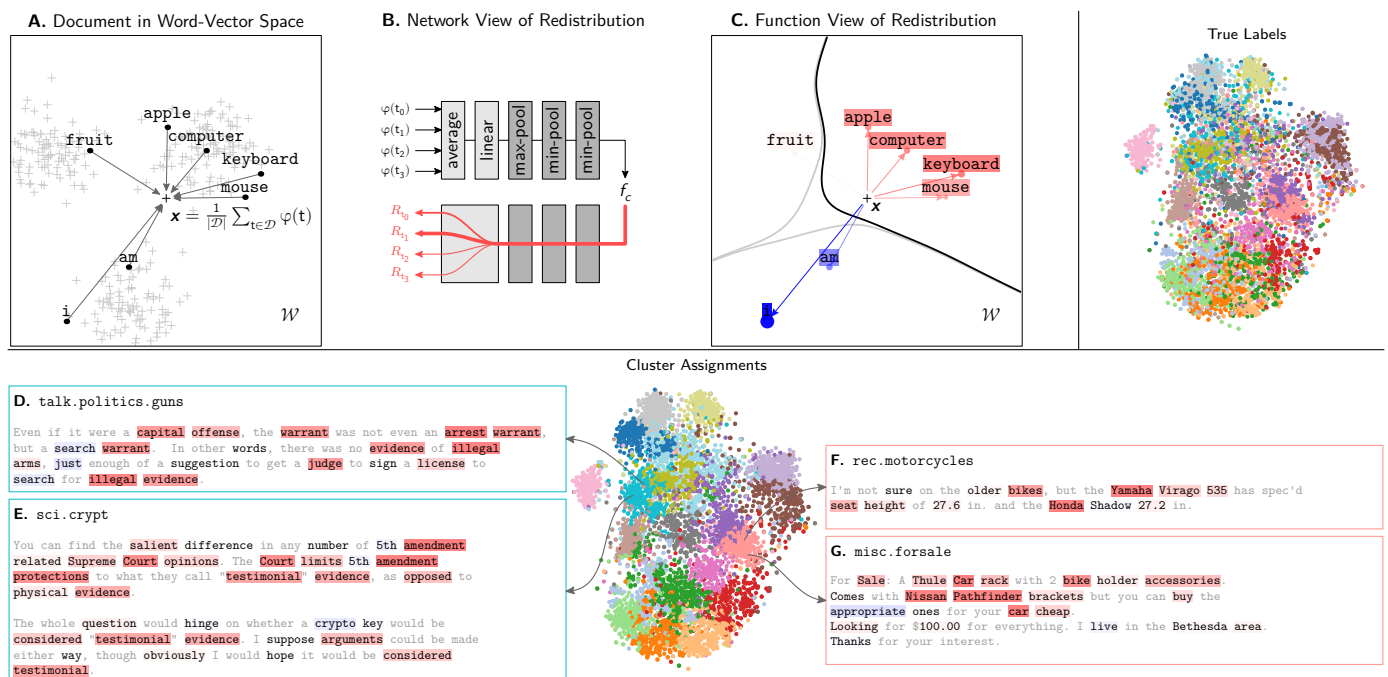 A. Document in Word-Vector Space
apple
fruit
computer
keyboard
mouse
x = 1/|𝒟| ∑t∈𝒟 φ(t)
am
i
𝒲
B. Network View of Redistribution
φ(t₀)
φ(t₁)
φ(t₂)
φ(t₃)
average
linear
max-pool
min-pool
min-pool
f_c
R_t₀
R_t₁
R_t₂
R_t₃
C. Function View of Redistribution
fruit
apple
computer
keyboard
mouse
x
am
i
𝒲
True Labels
Cluster Assignments
D. talk.politics.guns
Even if it were a capital offense, the warrant was not even an arrest warrant,
but a search warrant. In other words, there was no evidence of illegal
arms, just enough of a suggestion to get a judge to sign a license to
search for illegal evidence.
E. sci.crypt
You can find the salient difference in any number of 5th amendment
related Supreme Court opinions. The Court limits 5th amendment
protections to what they call "testimonial" evidence, as opposed to
physical evidence.
The whole question would hinge on whether a crypto key would be
considered "testimonial" evidence. I suppose arguments could be made
either way, though obviously I would hope it would be considered
testimonial.
F. rec.motorcycles
I'm not sure on the older bikes, but the Yamaha Virago 535 has spec'd
seat height of 27.6 in. and the Honda Shadow 27.2 in.
G. misc.forsale
For Sale: A Thule Car rack with 2 bike holder accessories.
Comes with Nissan Pathfinder brackets but you can buy the
appropriate ones for your car cheap.
Looking for $100.00 for everything. I live in the Bethesda area.
Thanks for your interest.